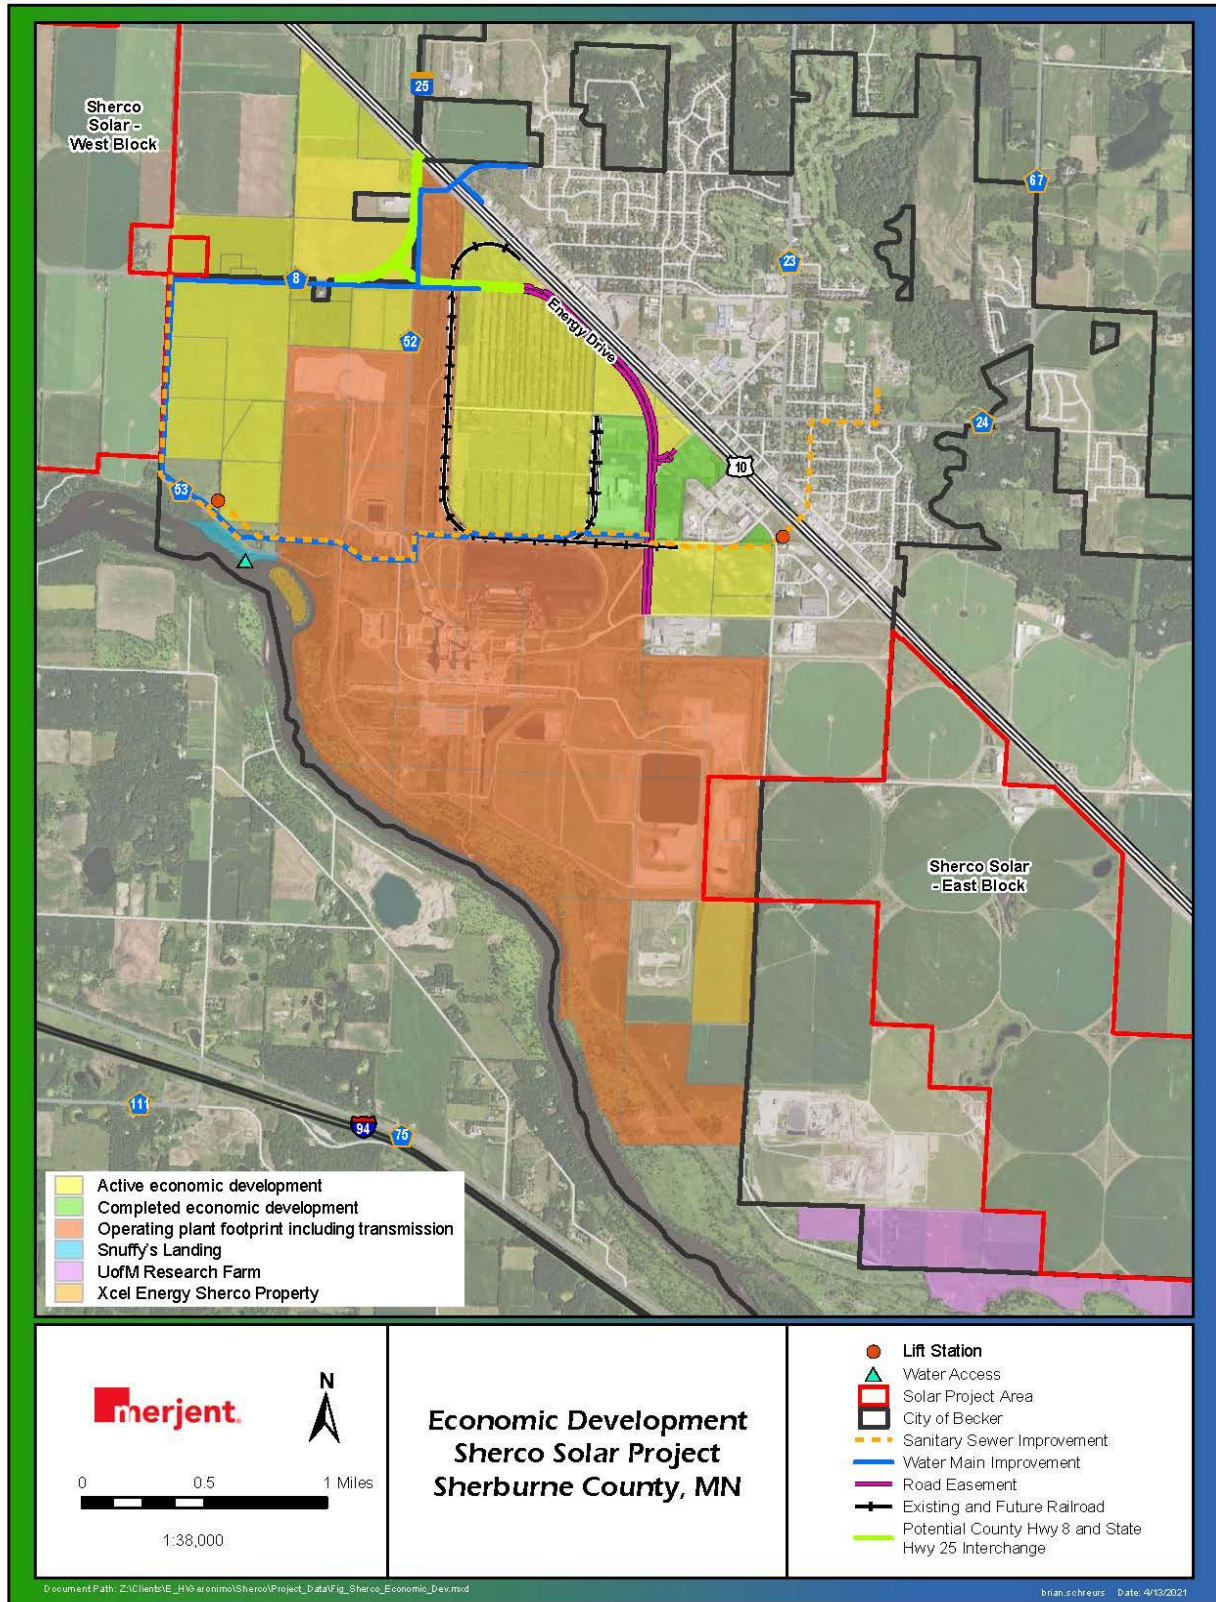 Sherco
Solar -
West Block
25
67
23
8
Energy Drive
52
24
10
53
Sherco Solar
- East Block
111
94
75
Active economic development
Completed economic development
Operating plant footprint including transmission
Snuffy's Landing
UofM Research Farm
Xcel Energy Sherco Property
merjent.
N
0 0.5 1 Miles
1:38,000
Economic Development
Sherco Solar Project
Sherburne County, MN
Lift Station
Water Access
Solar Project Area
City of Becker
Sanitary Sewer Improvement
Water Main Improvement
Road Easement
Existing and Future Railroad
Potential County Hwy 8 and State
Hwy 25 Interchange
Document Path: Z:\Clients\E_H\Geronimo\Sherco\Project_Data\Fig_Sherco_Economic_Dev.mxd
brian.schreurs Date: 4/13/2021